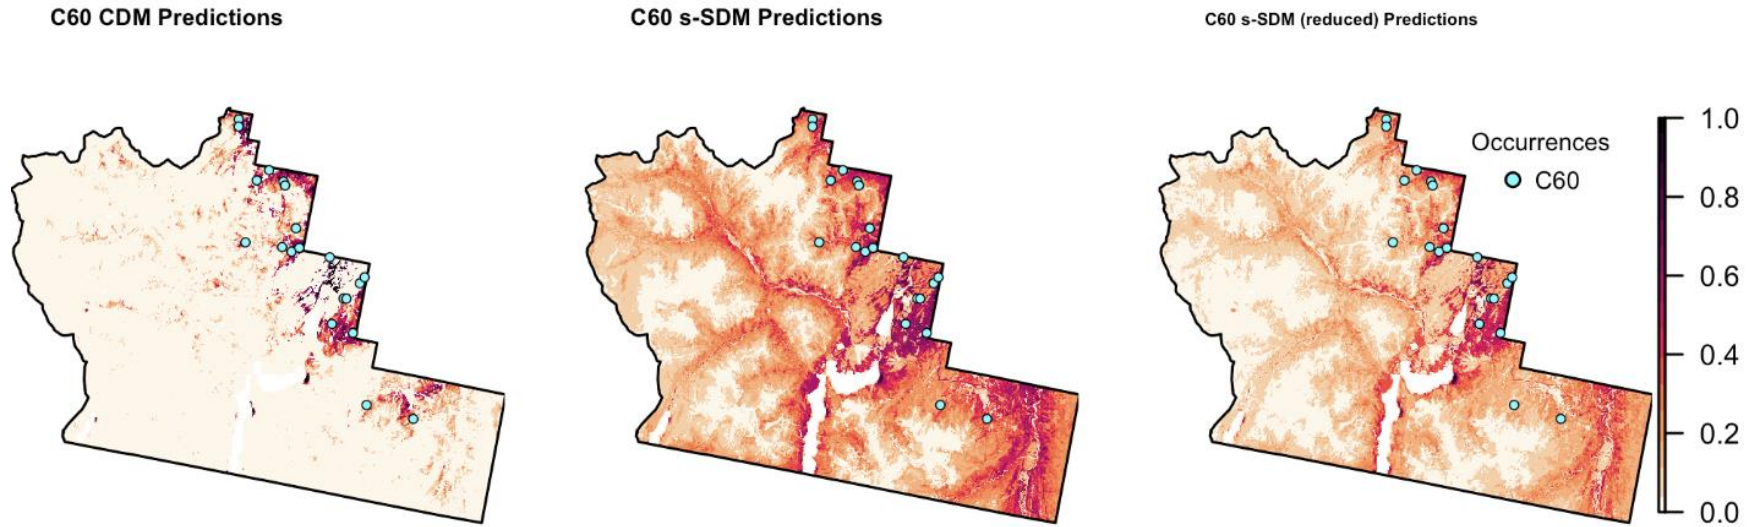 C60 CDM Predictions
C60 s-SDM Predictions
C60 s-SDM (reduced) Predictions
Occurrences
C60
1.0
0.8
0.6
0.4
0.2
0.0